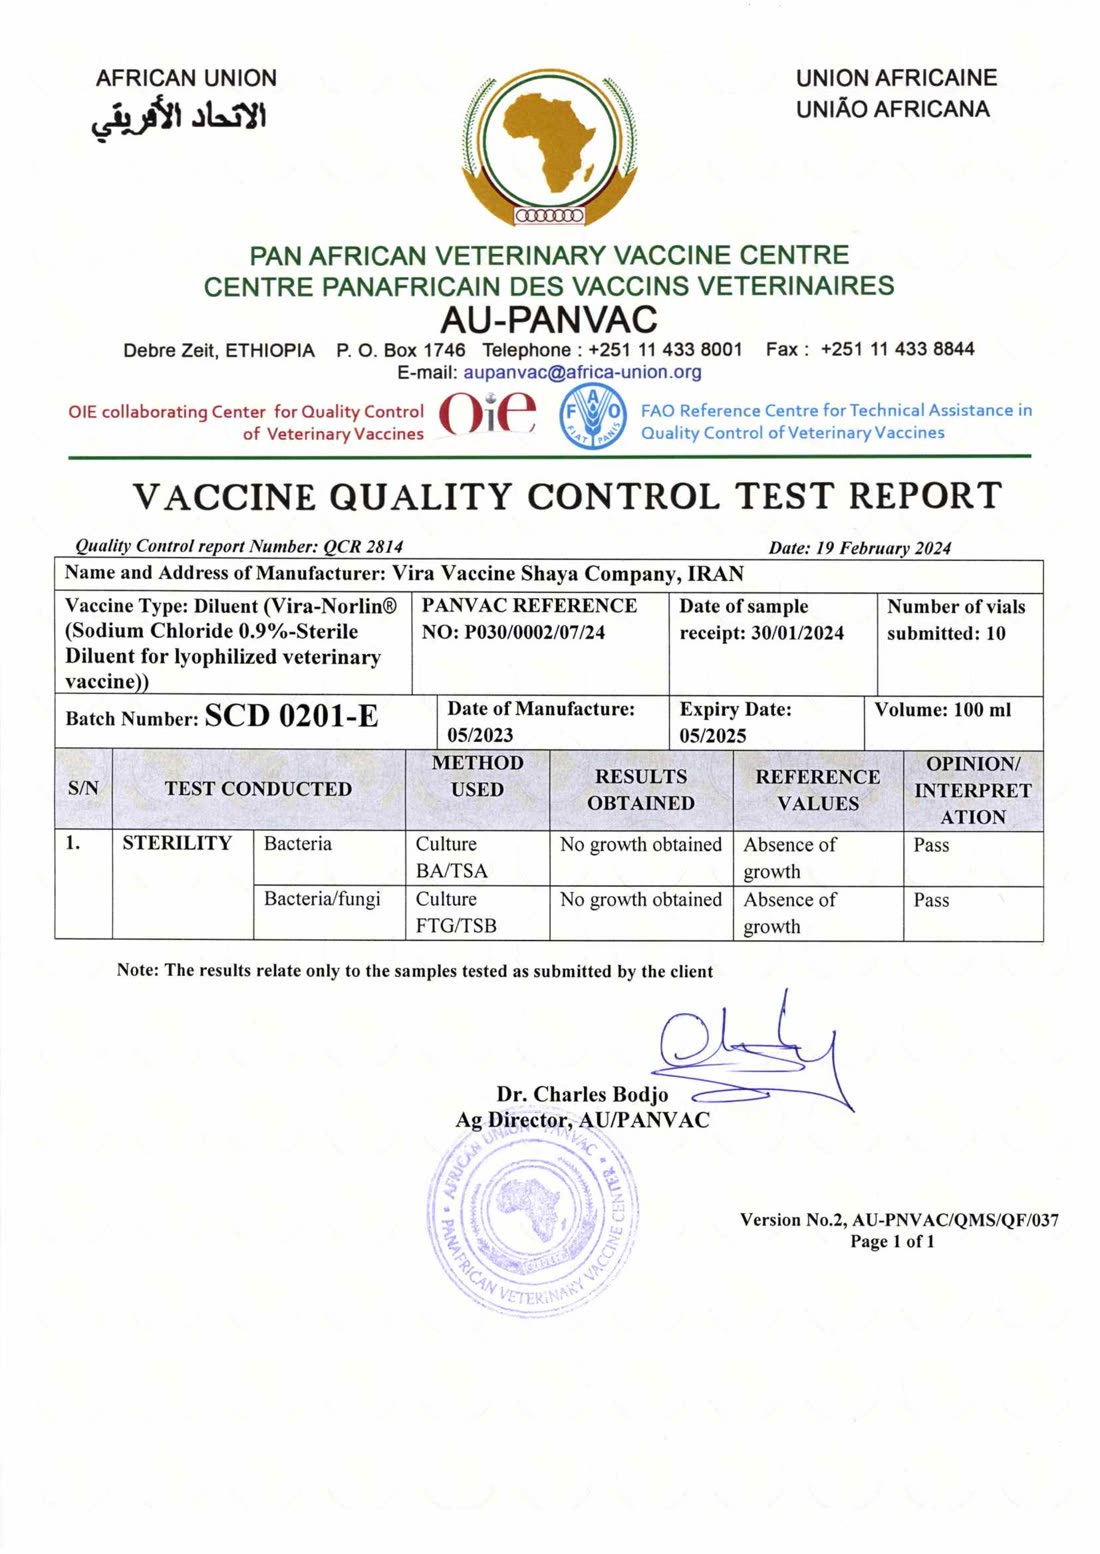 AFRICAN UNION
الاتحاد الأفريقي
UNION AFRICAINE
UNIÃO AFRICANA
PAN AFRICAN VETERINARY VACCINE CENTRE
CENTRE PANAFRICAIN DES VACCINS VETERINAIRES
AU-PANVAC
Debre Zeit, ETHIOPIA P. O. Box 1746 Telephone : +251 11 433 8001 Fax : +251 11 433 8844
E-mail: aupanvac@africa-union.org
OIE collaborating Center for Quality Control
of Veterinary Vaccines
Oie
F A O
FIAT PANIS
FAO Reference Centre for Technical Assistance in
Quality Control of Veterinary Vaccines
VACCINE QUALITY CONTROL TEST REPORT
Quality Control report Number: QCR 2814
Date: 19 February 2024
Name and Address of Manufacturer: Vira Vaccine Shaya Company, IRAN
Vaccine Type: Diluent (Vira-Norlin®
(Sodium Chloride 0.9%-Sterile
Diluent for lyophilized veterinary
vaccine))
PANVAC REFERENCE
NO: P030/0002/07/24
Date of sample
receipt: 30/01/2024
Number of vials
submitted: 10
Batch Number: SCD 0201-E
Date of Manufacture:
05/2023
Expiry Date:
05/2025
Volume: 100 ml
S/N
TEST CONDUCTED
METHOD
USED
RESULTS
OBTAINED
REFERENCE
VALUES
OPINION/
INTERPRET
ATION
1.
STERILITY
Bacteria
Culture
BA/TSA
No growth obtained
Absence of
growth
Pass
Bacteria/fungi
Culture
FTG/TSB
No growth obtained
Absence of
growth
Pass
Note: The results relate only to the samples tested as submitted by the client
Dr. Charles Bodjo
Ag Director, AU/PANVAC
AFRICAN UNION - PANVAC
PANAFRICAN VETERINARY VACCINE CENTER
Version No.2, AU-PNVAC/QMS/QF/037
Page 1 of 1